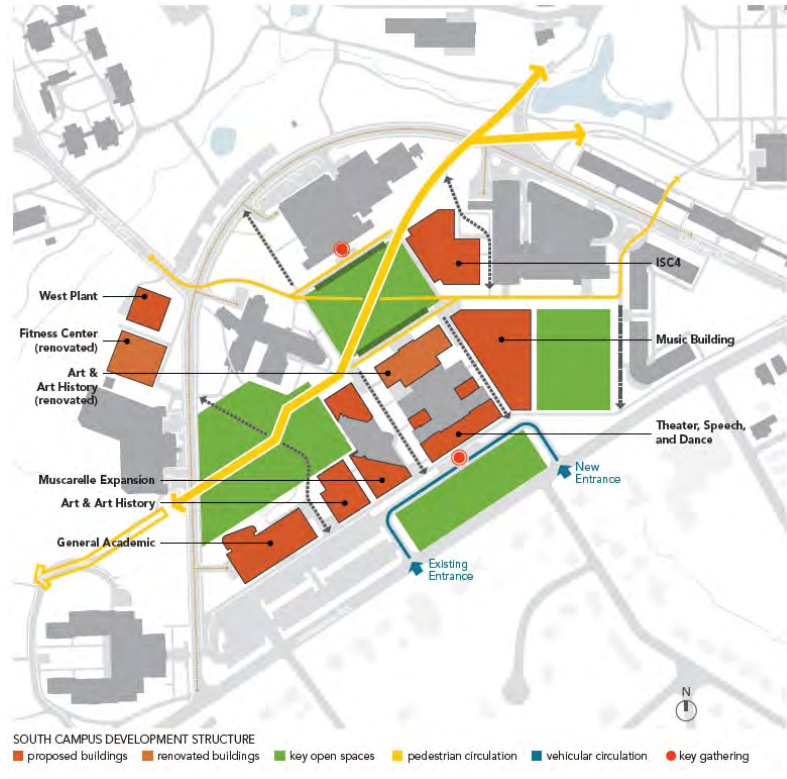 ISC4
West Plant
Fitness Center
(renovated)
Music Building
Art &
Art History
(renovated)
Theater, Speech,
and Dance
Muscarelle Expansion
New
Entrance
Art & Art History
General Academic
Existing
Entrance
N
SOUTH CAMPUS DEVELOPMENT STRUCTURE
proposed buildings renovated buildings key open spaces pedestrian circulation vehicular circulation key gathering